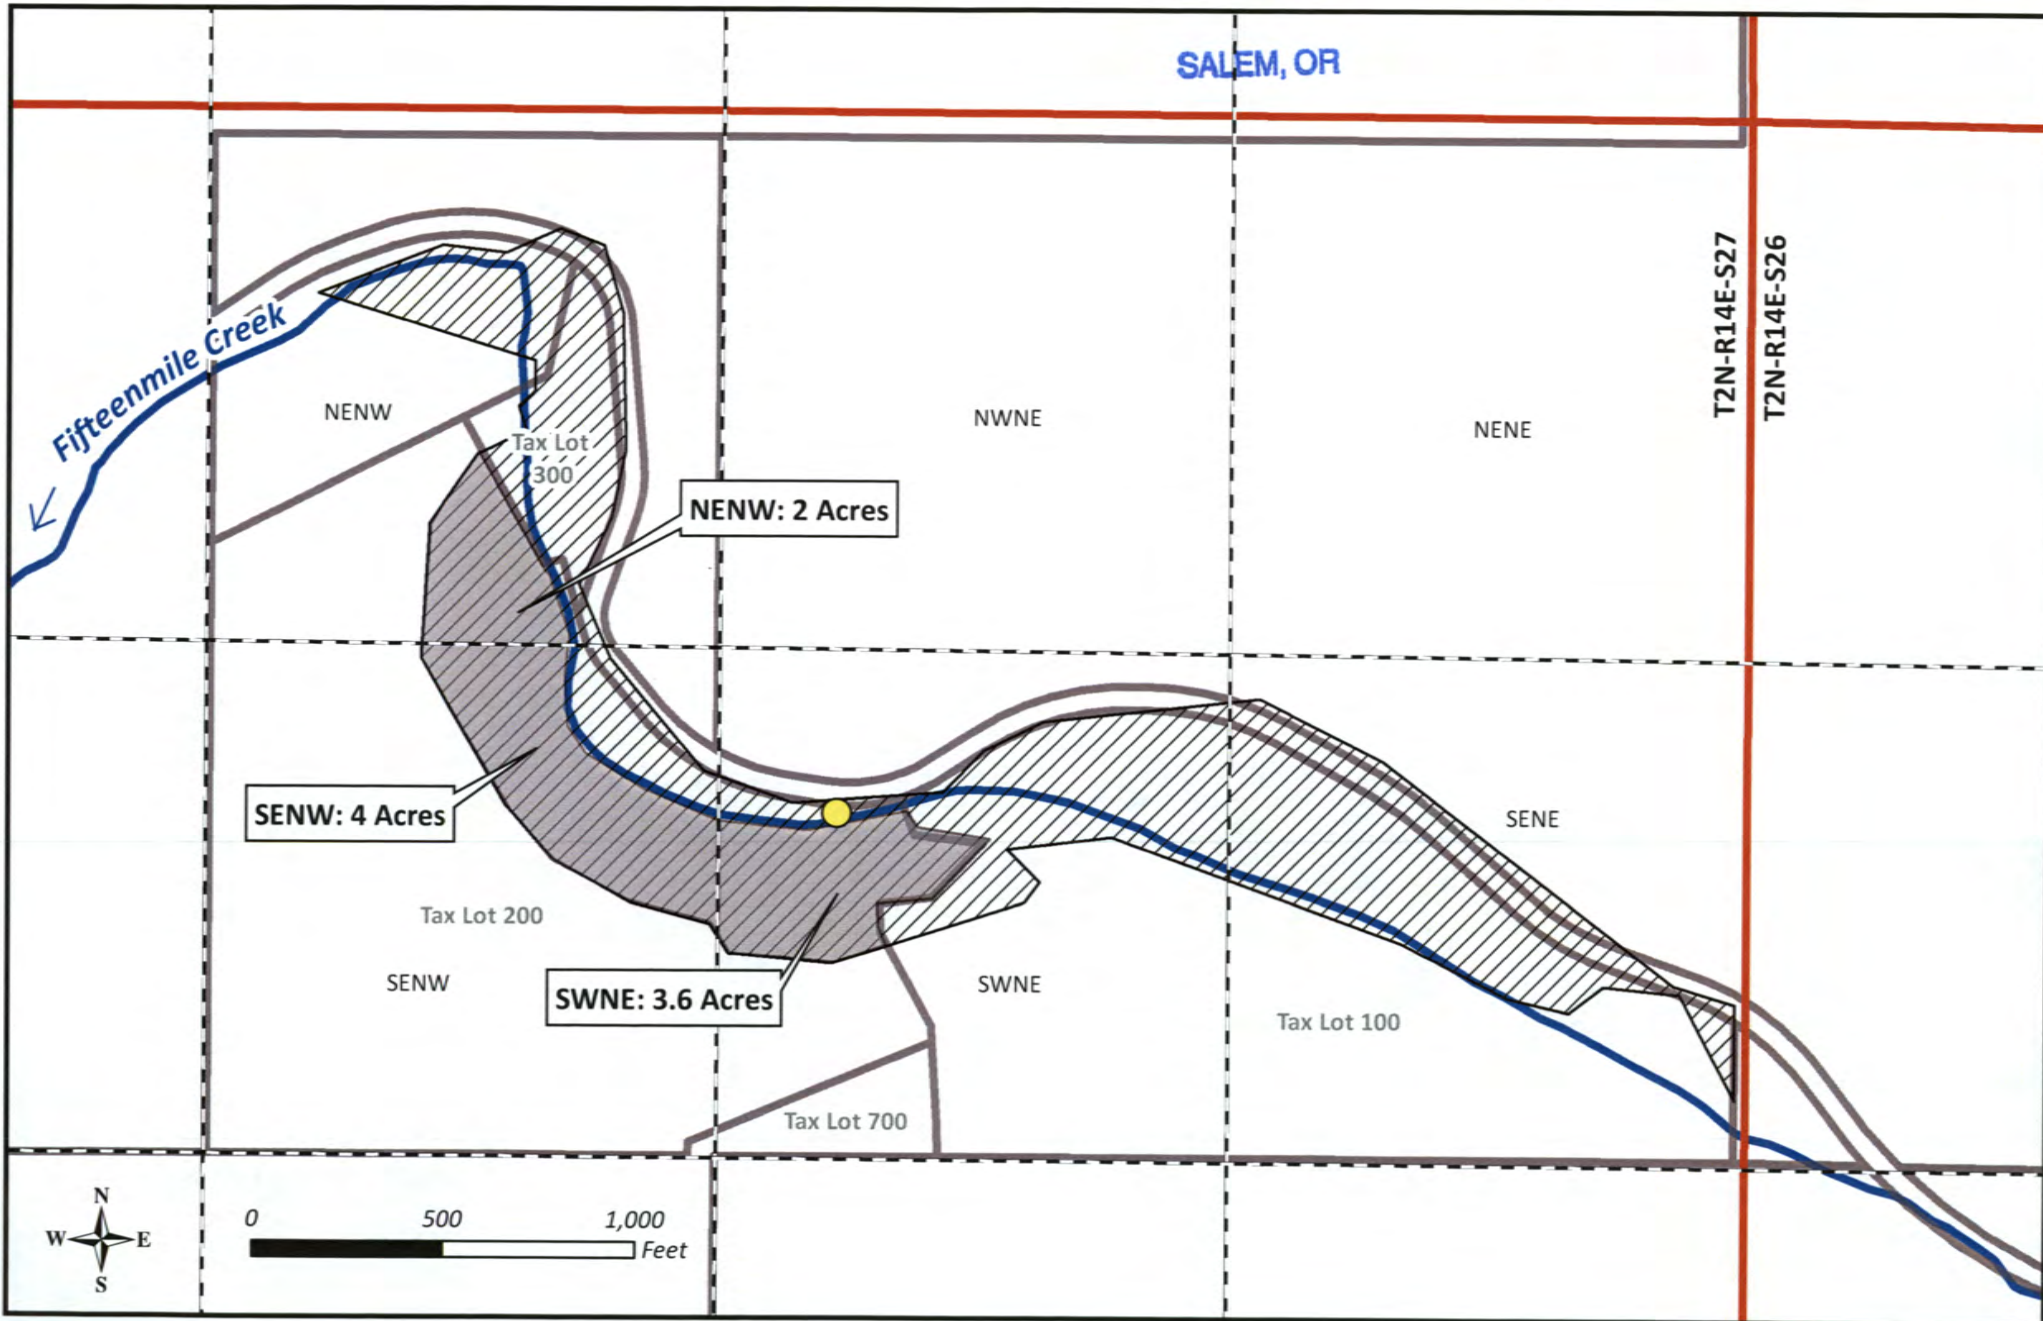 SALEM, OR
T2N-R14E-S27
T2N-R14E-S26
Fifteenmile Creek
NENW
NWNE
NENE
Tax Lot
300
NENW: 2 Acres
SENW: 4 Acres
SENE
Tax Lot 200
SENW
SWNE: 3.6 Acres
SWNE
Tax Lot 100
Tax Lot 700
N
W E
S
0 500 1,000
Feet